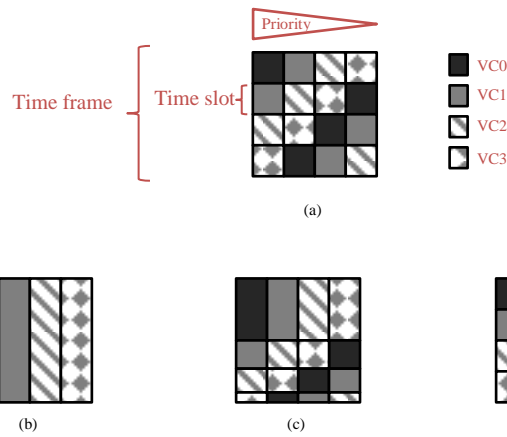 Priority
VC0
Time frame
Time slot
VC1
VC2
VC3
(a)
(b)
(c)